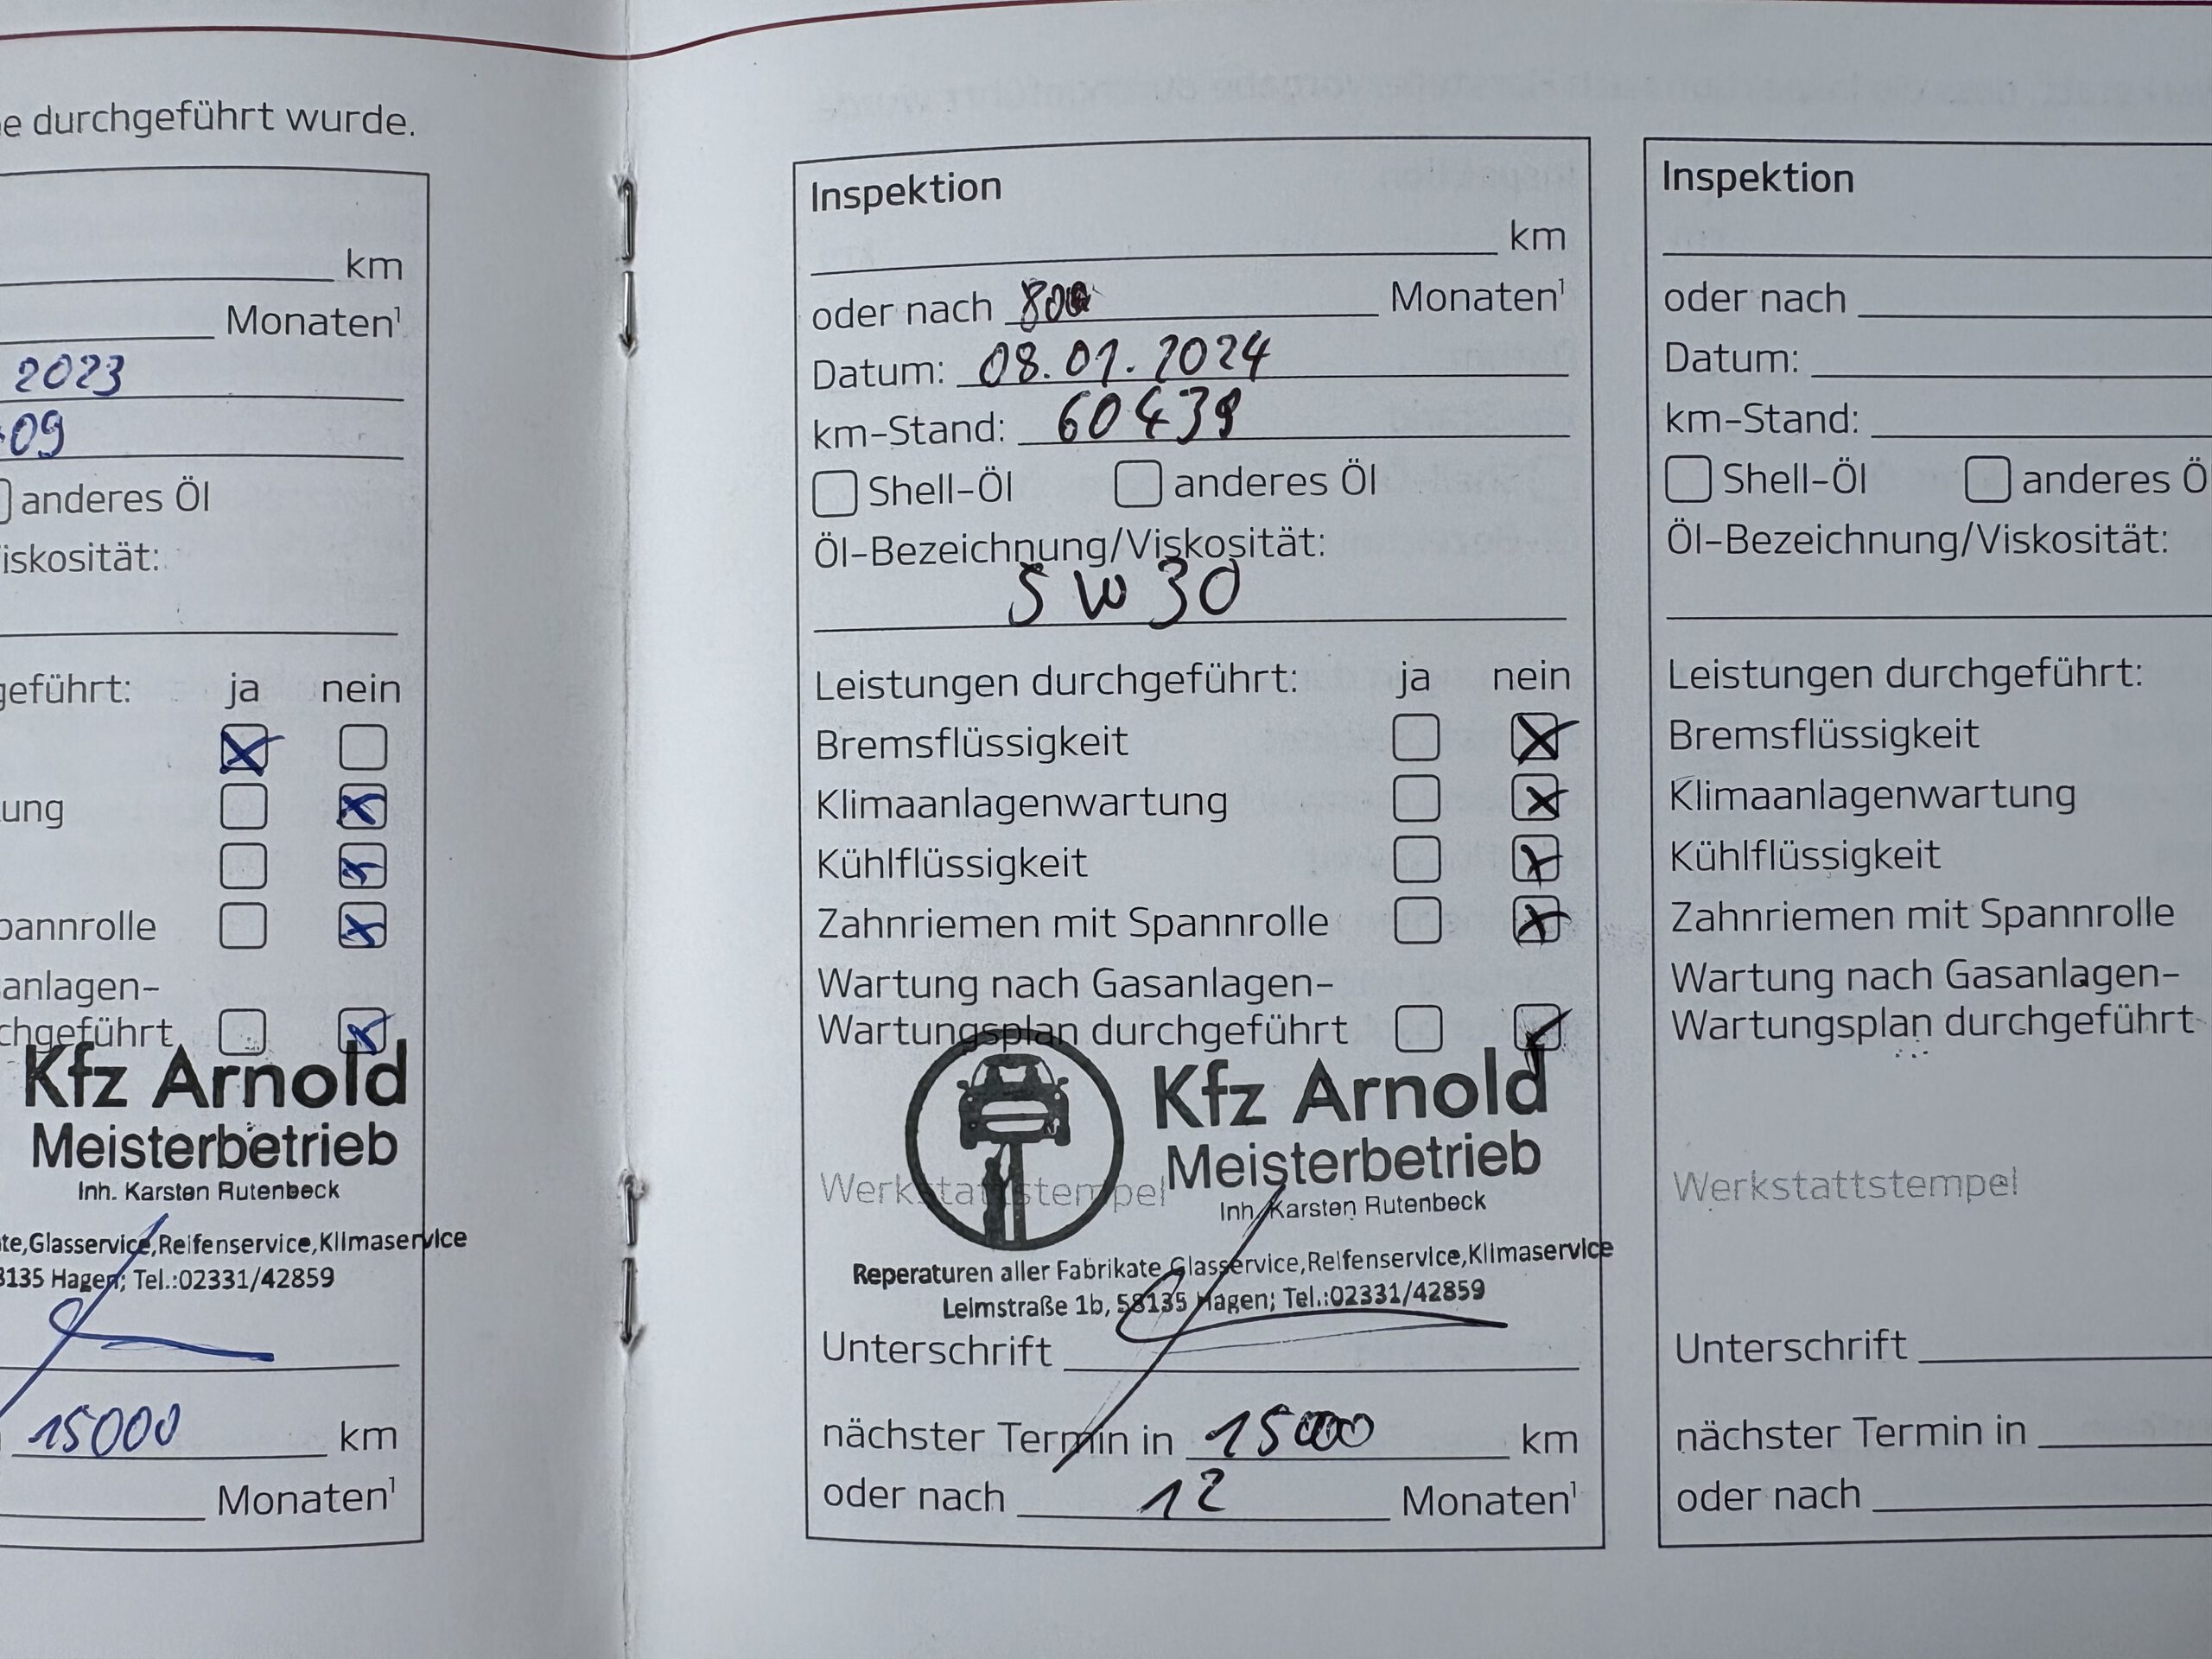 e durchgeführt wurde.
km
Monaten¹
2023
09
anderes Öl
iskosität:
geführt: ja nein
ung
pannrolle
anlagen-
chgeführt
Kfz Arnold
Meisterbetrieb
Inh. Karsten Rutenbeck
te,Glasservice,Reifenservice,Klimaservice
8135 Hagen; Tel.:02331/42859
15000 km
Monaten¹
Inspektion
km
oder nach Monaten¹
Datum: 08.01.2024
km-Stand: 60439
Shell-Öl anderes Öl
Öl-Bezeichnung/Viskosität:
5W30
Leistungen durchgeführt: ja nein
Bremsflüssigkeit
Klimaanlagenwartung
Kühlflüssigkeit
Zahnriemen mit Spannrolle
Wartung nach Gasanlagen-
Wartungsplan durchgeführt
Kfz Arnold
Meisterbetrieb
Werkstattstempel
Inh. Karsten Rutenbeck
Reperaturen aller Fabrikate,Glasservice,Reifenservice,Klimaservice
Leimstraße 1b, 58135 Hagen; Tel.:02331/42859
Unterschrift
nächster Termin in 15000 km
oder nach 12 Monaten¹
Inspektion
oder nach
Datum:
km-Stand:
Shell-Öl anderes Ö
Öl-Bezeichnung/Viskosität:
Leistungen durchgeführt:
Bremsflüssigkeit
Klimaanlagenwartung
Kühlflüssigkeit
Zahnriemen mit Spannrolle
Wartung nach Gasanlagen-
Wartungsplan durchgeführt
Werkstattstempel
Unterschrift
nächster Termin in
oder nach